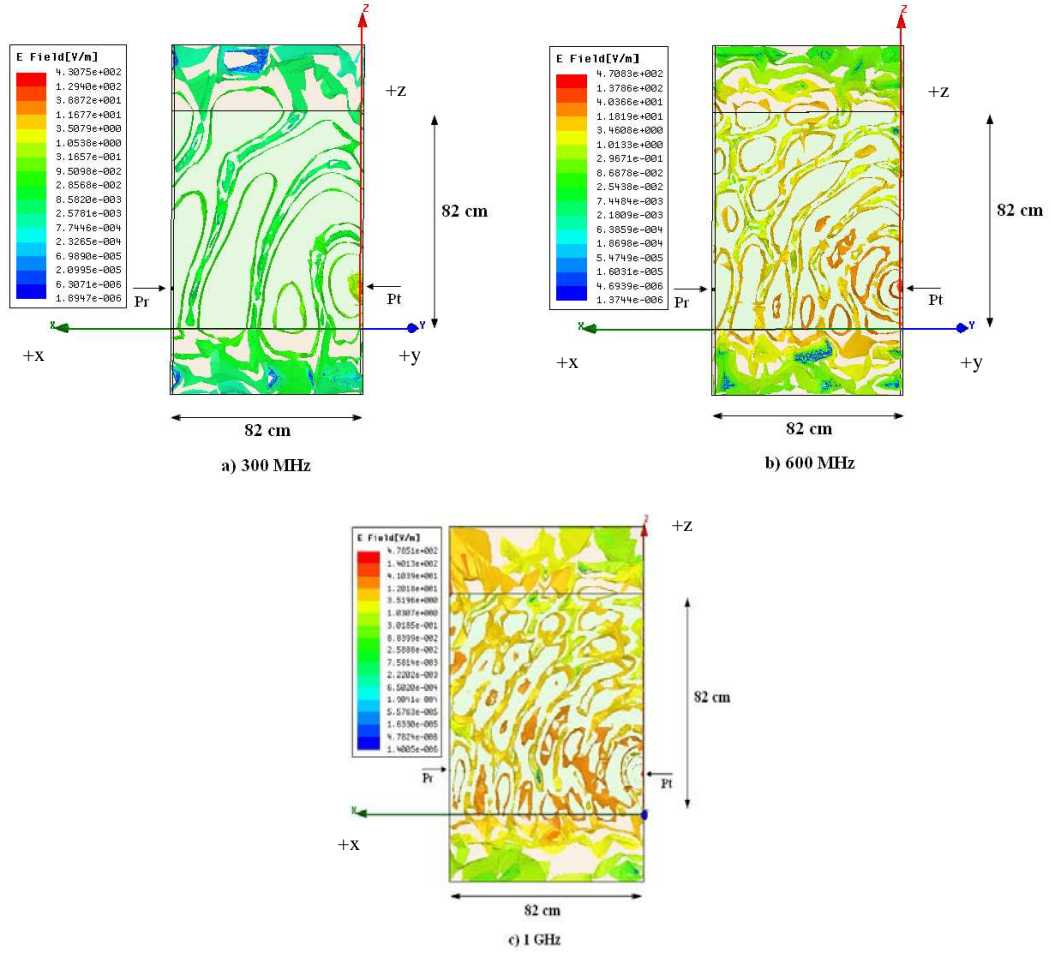 Z
E Field[V/m]
4.3075e+002
1.2940e+002
3.8872e+001
1.1677e+001
3.5079e+000
1.0538e+000
3.1657e-001
9.5098e-002
2.8568e-002
8.5820e-003
2.5781e-003
7.7446e-004
2.3265e-004
6.9890e-005
2.0995e-005
6.3071e-006
1.8947e-006
+z
82 cm
Pr
Pt
X
Y
+x
+y
82 cm
a) 300 MHz
Z
E Field[V/m]
4.7083e+002
1.3786e+002
4.0366e+001
1.1819e+001
3.4608e+000
1.0133e+000
2.9671e-001
8.6878e-002
2.5438e-002
7.4484e-003
2.1809e-003
6.3859e-004
1.8698e-004
5.4749e-005
1.6031e-005
4.6939e-006
1.3744e-006
+z
82 cm
Pr
Pt
X
Y
+x
+y
82 cm
b) 600 MHz
Z
+z
E Field[V/m]
4.7851e+002
1.4013e+002
4.1039e+001
1.2018e+001
3.5196e+000
1.0307e+000
3.0185e-001
8.8399e-002
2.5888e-002
7.5814e-003
2.2202e-003
6.5020e-004
1.9041e-004
5.5763e-005
1.6330e-005
4.7824e-006
1.4005e-006
82 cm
Pr
Pt
X
+x
82 cm
c) 1 GHz